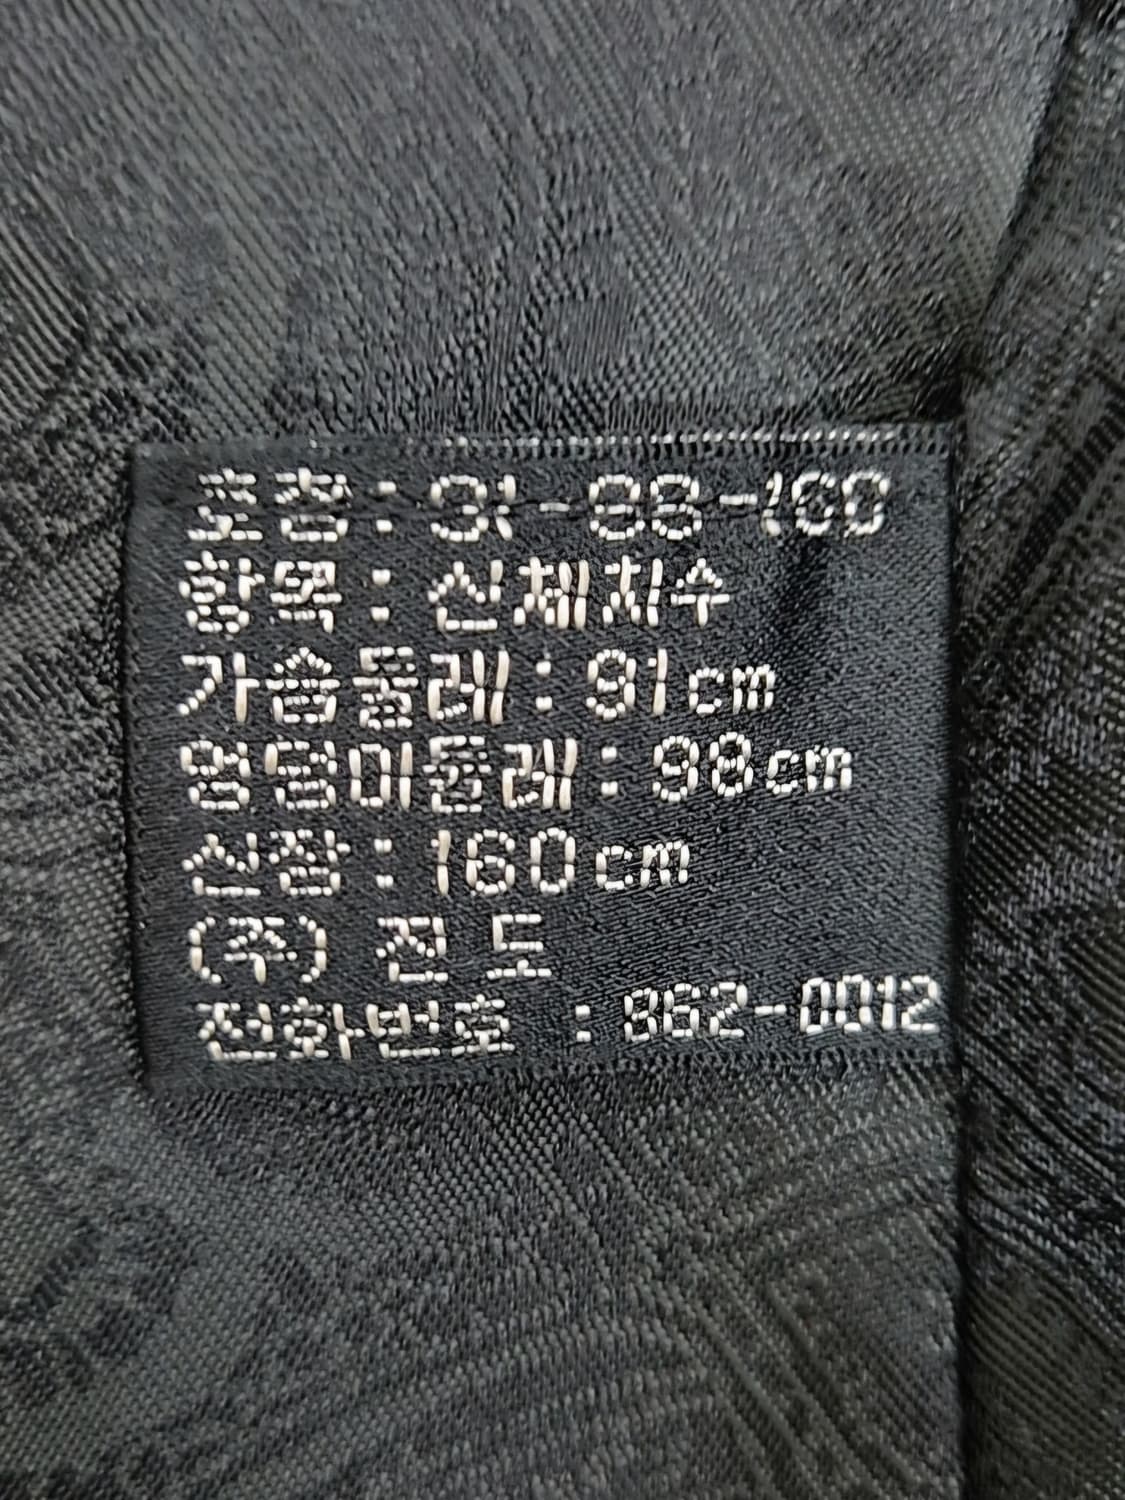 호칭: 91-98-160
항목: 신체치수
가슴둘레: 91cm
엉덩이둘레: 98cm
신장: 160cm
(주) 진 도
전화번호 : 862-0012